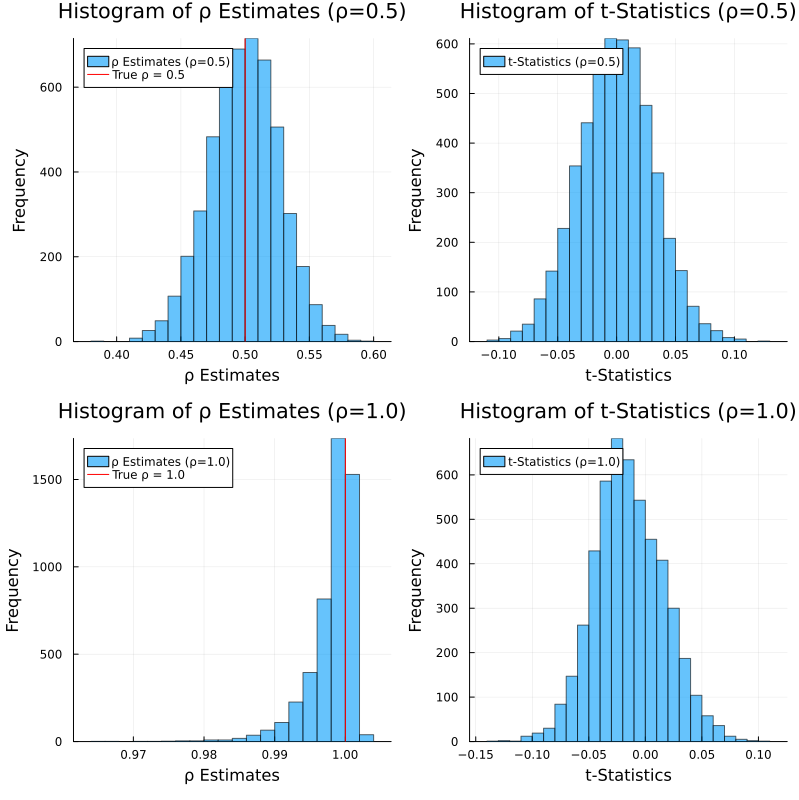 Histogram of ρ Estimates (ρ=0.5)
ρ Estimates (ρ=0.5)
True ρ = 0.5
Frequency
600
400
200
0
0.40 0.45 0.50 0.55 0.60
ρ Estimates
Histogram of t-Statistics (ρ=0.5)
t-Statistics (ρ=0.5)
Frequency
600
500
400
300
200
100
0
−0.10 −0.05 0.00 0.05 0.10
t-Statistics
Histogram of ρ Estimates (ρ=1.0)
ρ Estimates (ρ=1.0)
True ρ = 1.0
Frequency
1500
1000
500
0
0.97 0.98 0.99 1.00
ρ Estimates
Histogram of t-Statistics (ρ=1.0)
t-Statistics (ρ=1.0)
Frequency
600
500
400
300
200
100
0
−0.15 −0.10 −0.05 0.00 0.05 0.10
t-Statistics